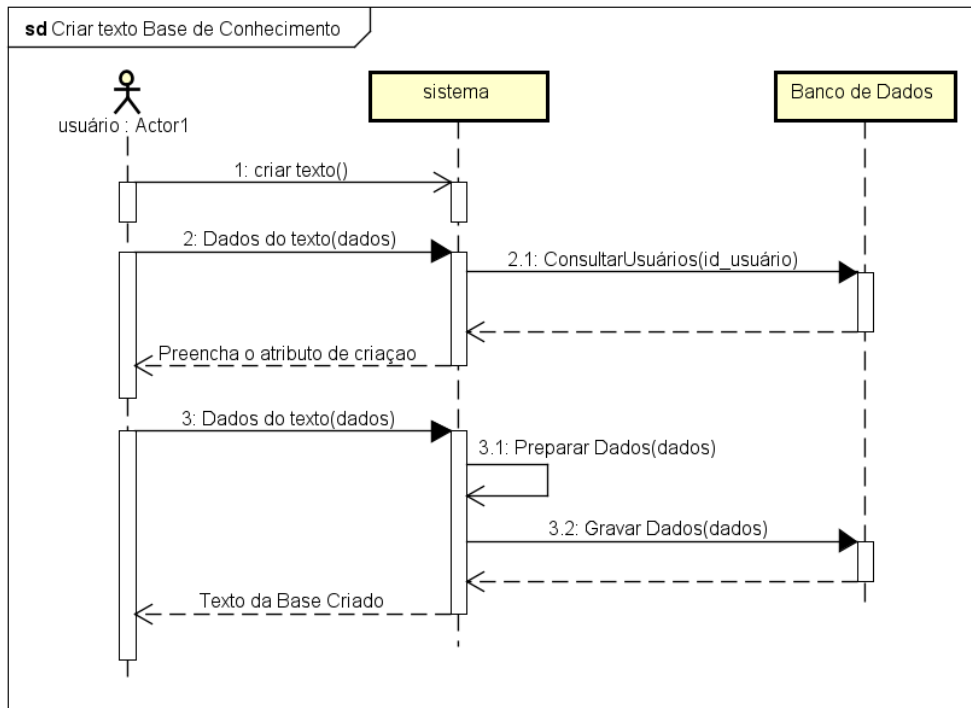 sd Criar texto Base de Conhecimento
usuário : Actor1
sistema
Banco de Dados
1: criar texto()
2: Dados do texto(dados)
2.1: ConsultarUsuários(id_usuário)
Preencha o atributo de criaçao
3: Dados do texto(dados)
3.1: Preparar Dados(dados)
3.2: Gravar Dados(dados)
Texto da Base Criado